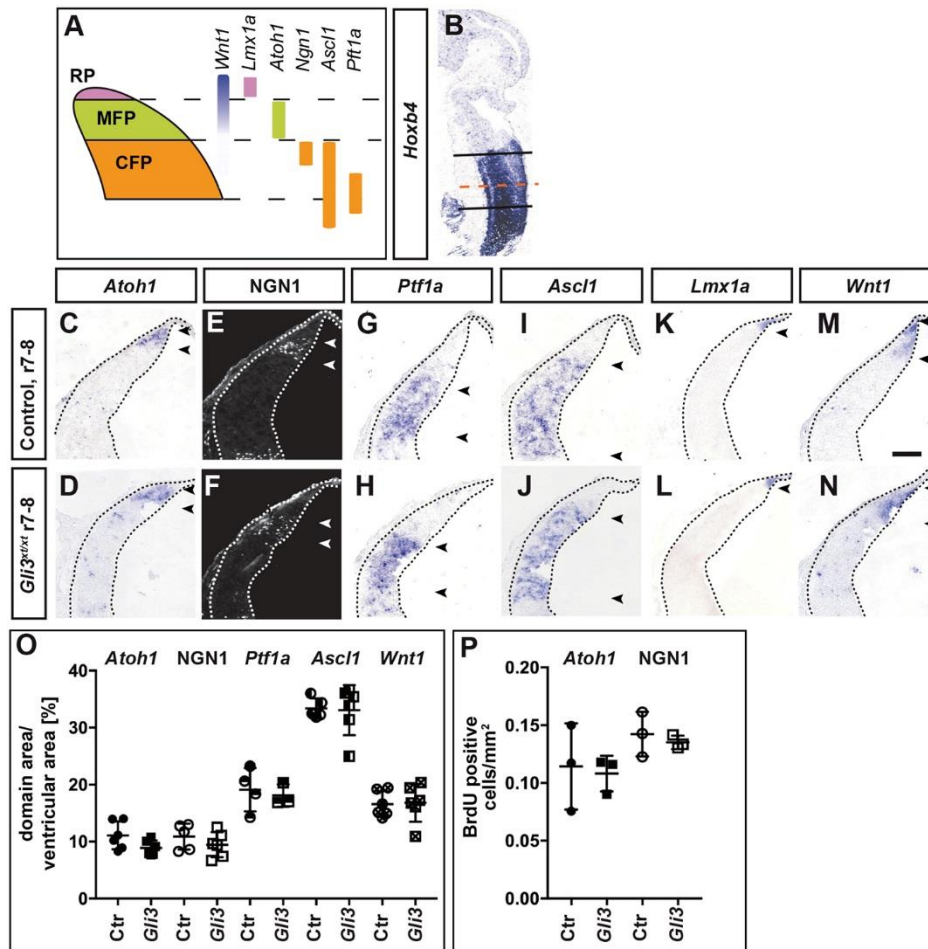 A
Wnt1
Lmx1a
Atoh1
Ngn1
Ascl1
Pft1a
RP
MFP
CFP
B
Hoxb4
Atoh1
NGN1
Ptf1a
Ascl1
Lmx1a
Wnt1
Control, r7-8
C
E
G
I
K
M
Gli3xt/xt r7-8
D
F
H
J
L
N
O
Atoh1 NGN1 Ptf1a Ascl1 Wnt1
domain area/
ventricular area [%]
40
30
20
10
0
Ctr
Gli3
Ctr
Gli3
Ctr
Gli3
Ctr
Gli3
Ctr
Gli3
P
Atoh1 NGN1
BrdU positive
cells/mm²
0.20
0.15
0.10
0.05
0.00
Ctr
Gli3
Ctr
Gli3